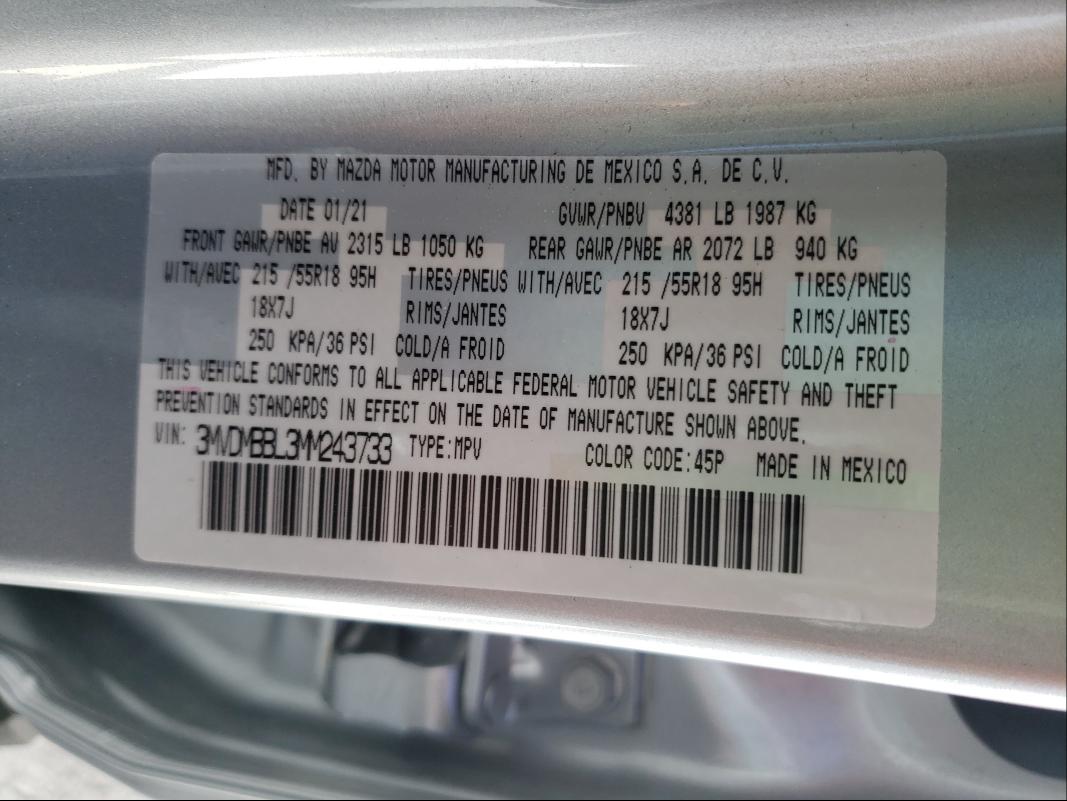 MFD. BY MAZDA MOTOR MANUFACTURING DE MEXICO S.A. DE C.V.
DATE 01/21 GVWR/PNBV 4381 LB 1987 KG
FRONT GAWR/PNBE AV 2315 LB 1050 KG REAR GAWR/PNBE AR 2072 LB 940 KG
WITH/AVEC 215 /55R18 95H TIRES/PNEUS WITH/AVEC 215 /55R18 95H TIRES/PNEUS
18X7J RIMS/JANTES 18X7J RIMS/JANTES
250 KPA/36 PSI COLD/A FROID 250 KPA/36 PSI COLD/A FROID
THIS VEHICLE CONFORMS TO ALL APPLICABLE FEDERAL MOTOR VEHICLE SAFETY AND THEFT
PREVENTION STANDARDS IN EFFECT ON THE DATE OF MANUFACTURE SHOWN ABOVE.
VIN: 3MVDMBBL3MM243733 TYPE:MPV COLOR CODE:45P MADE IN MEXICO